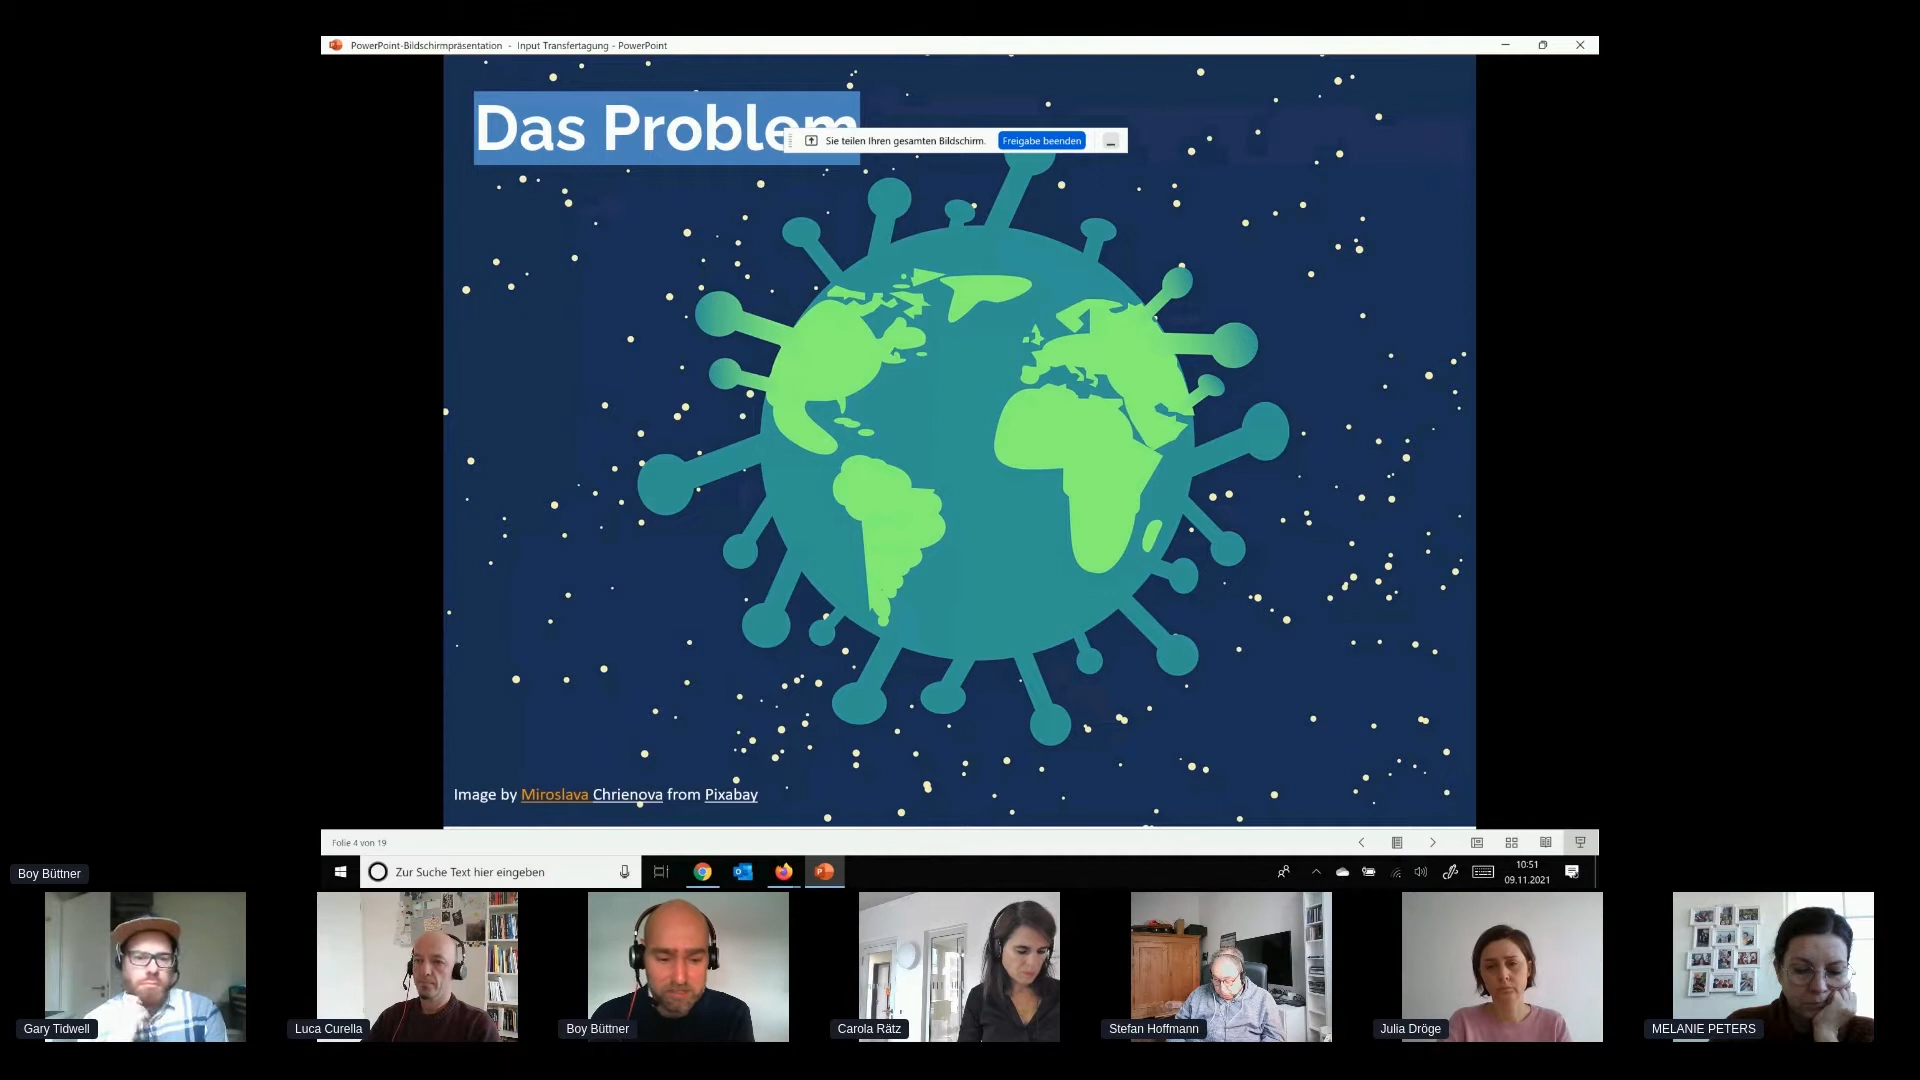 PowerPoint-Bildschirmpräsentation - Input Transfertagung - PowerPoint
Das Problem
Sie teilen Ihren gesamten Bildschirm. Freigabe beenden
Image by Miroslava Chrienova from Pixabay
Folie 4 von 19
Zur Suche Text hier eingeben
10:51
09.11.2021
Boy Büttner
Gary Tidwell
Luca Curella
Boy Büttner
Carola Rätz
Stefan Hoffmann
Julia Dröge
MELANIE PETERS